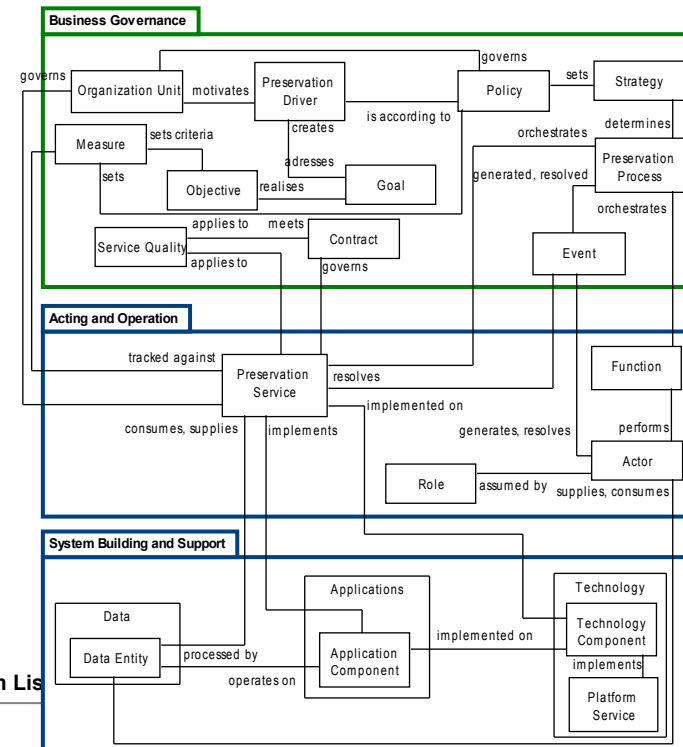 Business Governance
governs
governs
Organization Unit
motivates
Preservation
Driver
Policy
sets
Strategy
is according to
creates
determines
Measure
sets criteria
orchestrates
Preservation
Process
adresses
generated, resolved
sets
Objective
realises
Goal
orchestrates
applies to
meets
Service Quality
Contract
Event
applies to
governs
Acting and Operation
tracked against
Preservation
Service
resolves
Function
implemented on
consumes, supplies
implements
generates, resolves
performs
Actor
Role
assumed by
supplies, consumes
System Building and Support
Applications
Technology
Data
Technology
Component
implemented on
Data Entity
processed by
Application
Component
implements
operates on
n Lis
Platform
Service